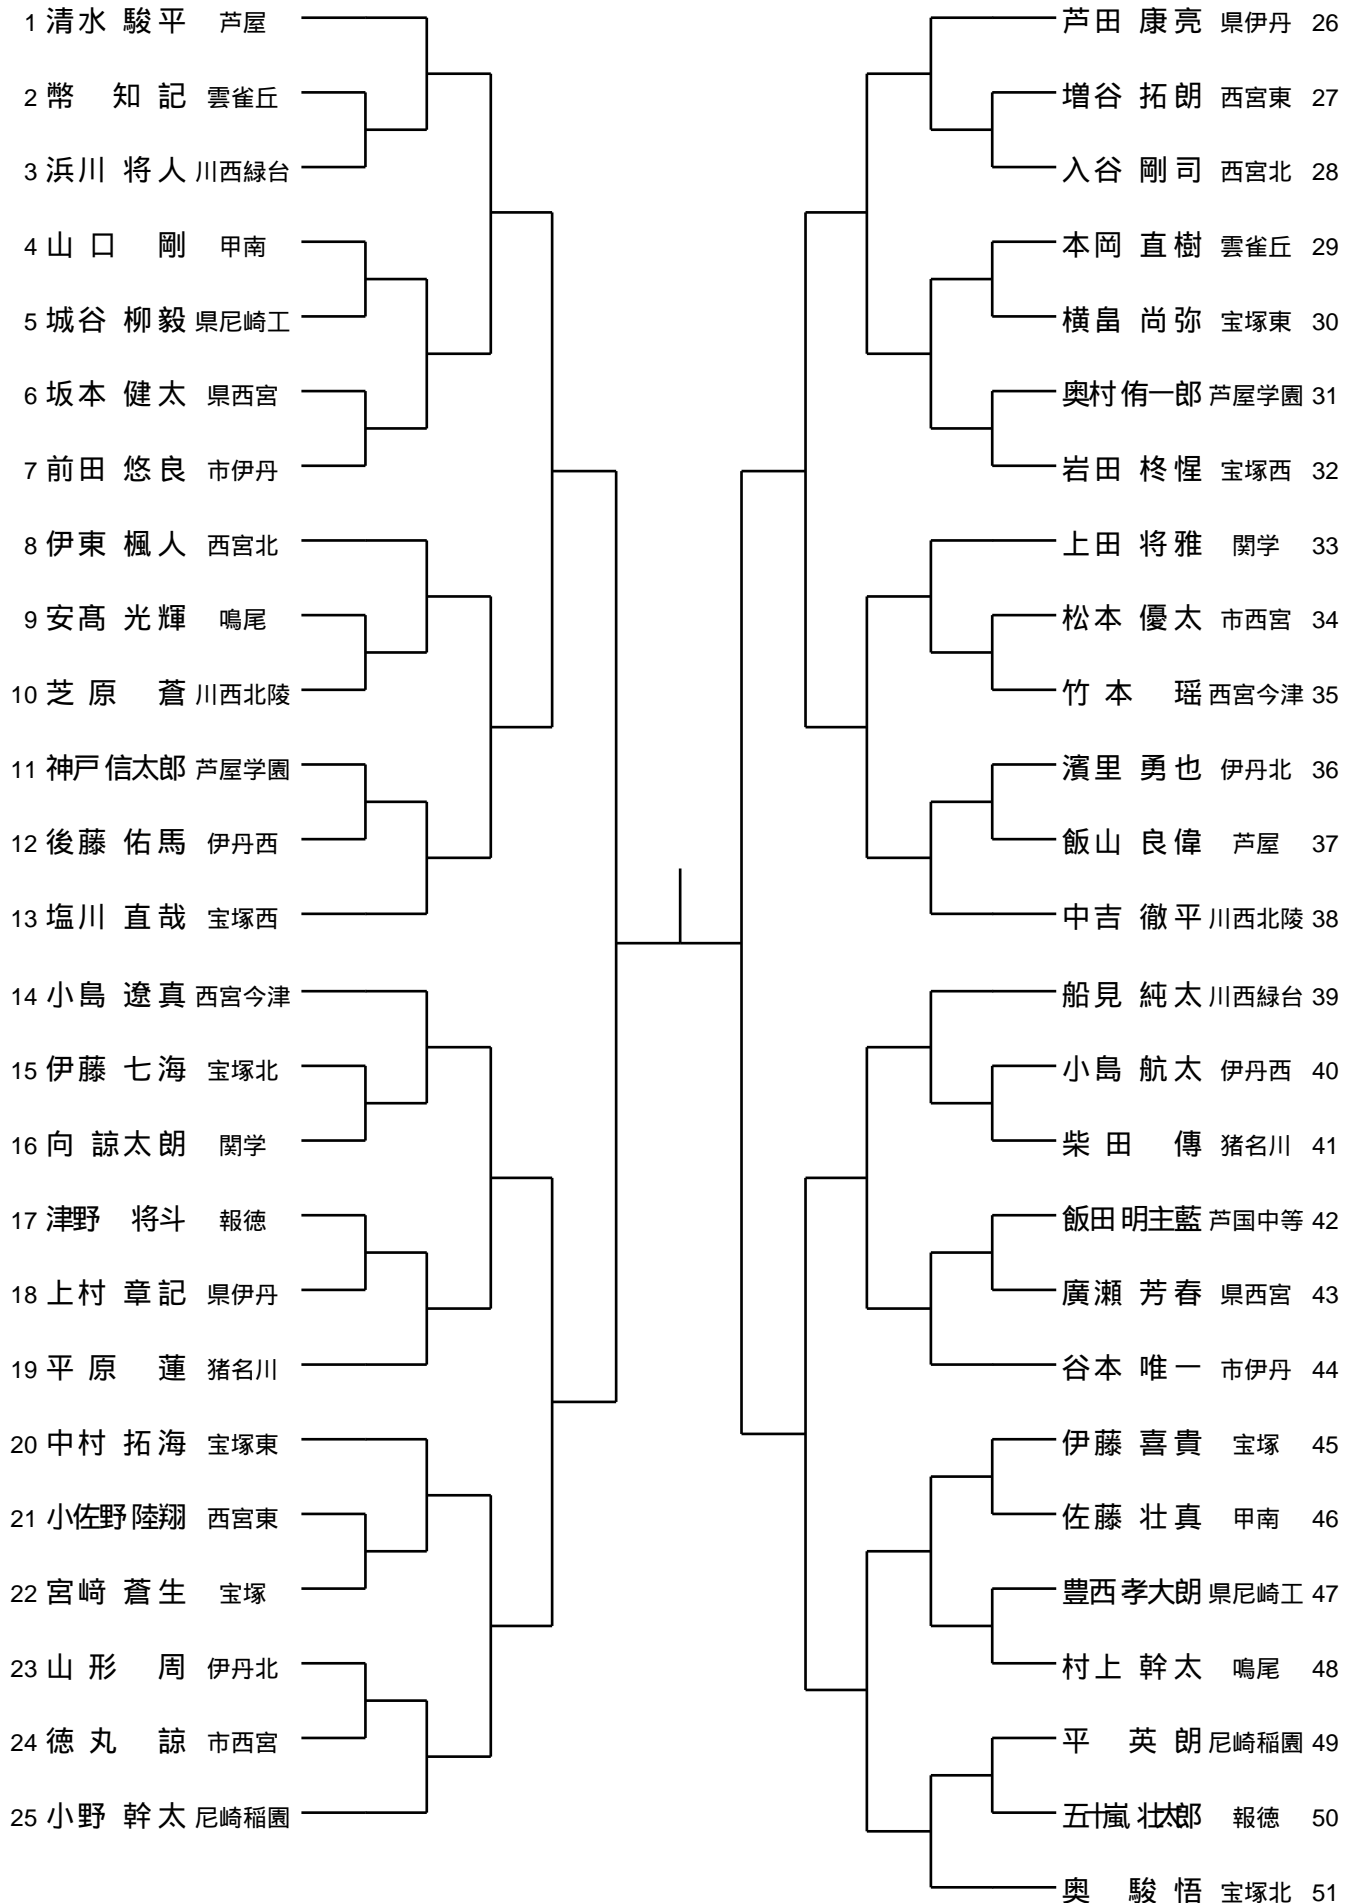 1 清水 駿平 芦屋
2 幣 知記 雲雀丘
3 浜川 将人 川西緑台
4 山口 剛 甲南
5 城谷 柳毅 県尼崎工
6 坂本 健太 県西宮
7 前田 悠良 市伊丹
8 伊東 楓人 西宮北
9 安髙 光輝 鳴尾
10 芝原 蒼 川西北陵
11 神戸 信太郎 芦屋学園
12 後藤 佑馬 伊丹西
13 塩川 直哉 宝塚西
14 小島 遼真 西宮今津
15 伊藤 七海 宝塚北
16 向 諒太朗 関学
17 津野 将斗 報徳
18 上村 章記 県伊丹
19 平原 蓮 猪名川
20 中村 拓海 宝塚東
21 小佐野 陸翔 西宮東
22 宮﨑 蒼生 宝塚
23 山形 周 伊丹北
24 徳丸 諒 市西宮
25 小野 幹太 尼崎稲園
芦田 康亮 県伊丹 26
増谷 拓朗 西宮東 27
入谷 剛司 西宮北 28
本岡 直樹 雲雀丘 29
横畠 尚弥 宝塚東 30
奥村 侑一郎 芦屋学園 31
岩田 柊惺 宝塚西 32
上田 将雅 関学 33
松本 優太 市西宮 34
竹本 瑶 西宮今津 35
濱里 勇也 伊丹北 36
飯山 良偉 芦屋 37
中吉 徹平 川西北陵 38
船見 純太 川西緑台 39
小島 航太 伊丹西 40
柴田 傳 猪名川 41
飯田 明主藍 芦国中等 42
廣瀬 芳春 県西宮 43
谷本 唯一 市伊丹 44
伊藤 喜貴 宝塚 45
佐藤 壮真 甲南 46
豊西 孝大朗 県尼崎工 47
村上 幹太 鳴尾 48
平 英朗 尼崎稲園 49
五十嵐 壮太郎 報徳 50
奥 駿悟 宝塚北 51